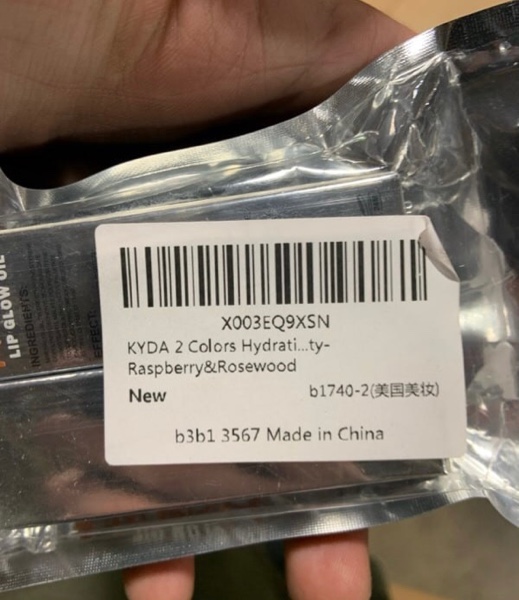 LIP GLOW OIL
INGREDIENTS:
EFFECT:
X003EQ9XSN
KYDA 2 Colors Hydrati...ty-
Raspberry&Rosewood
New
b1740-2(美国美妆)
b3b1 3567 Made in China